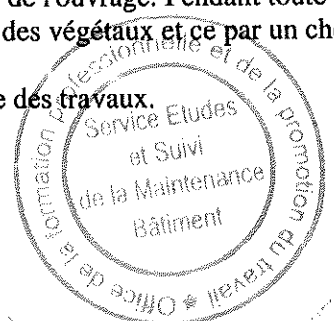 de l'ouvrage. Pendant toute
des végétaux et ce par un ch
e des travaux.
Office de la formation professionnelle et de la promotion du travail *
Service Etudes
et Suivi
de la Maintenance
Bâtiment